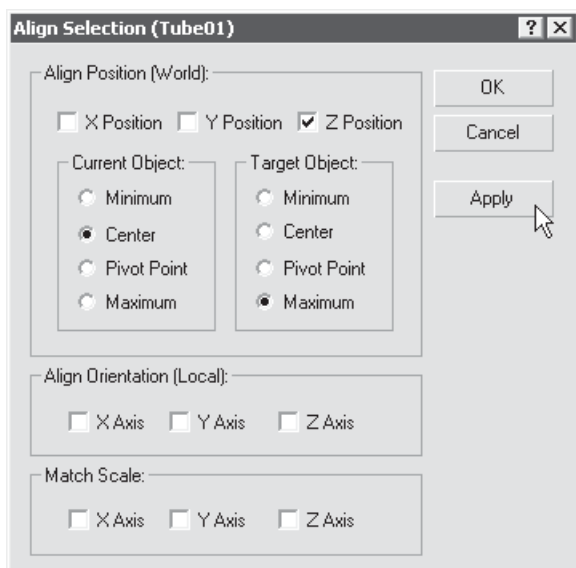 Align Selection (Tube01)
Align Position (World):
X Position Y Position Z Position
Current Object:
Minimum
Center
Pivot Point
Maximum
Target Object:
Minimum
Center
Pivot Point
Maximum
Align Orientation (Local):
X Axis Y Axis Z Axis
Match Scale:
X Axis Y Axis Z Axis
OK
Cancel
Apply